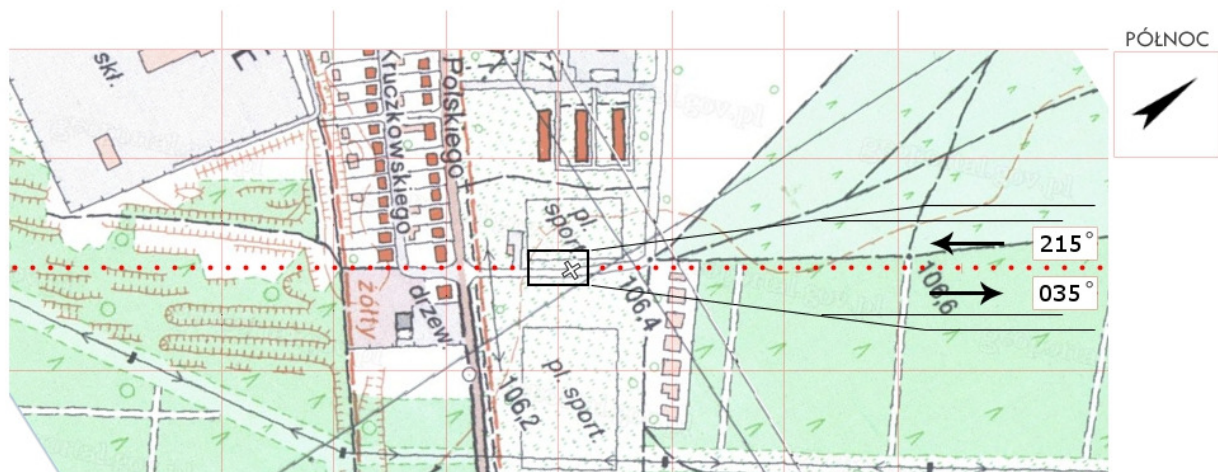 PÓŁNOC
skł.
E
Kruczkowskiego
Polskiego
pl.
sport.
215°
035°
żółty
drzew.
106,4
106,6
106,2
pl. sport.